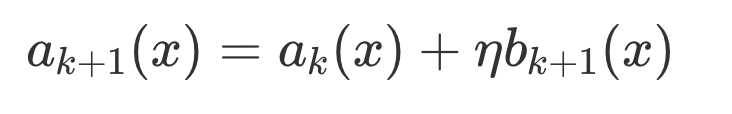 a_{k+1}(x) = a_k(x) + ηb_{k+1}(x)